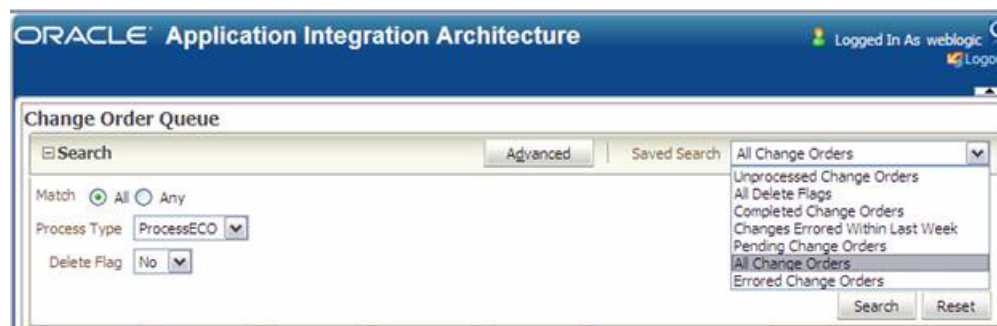 ORACLE Application Integration Architecture
Logged In As weblogic
Logo
Change Order Queue
Search
Advanced
Saved Search
All Change Orders
Unprocessed Change Orders
All Delete Flags
Completed Change Orders
Changes Errored Within Last Week
Pending Change Orders
All Change Orders
Errored Change Orders
Match All Any
Process Type ProcessECO
Delete Flag No
Search Reset